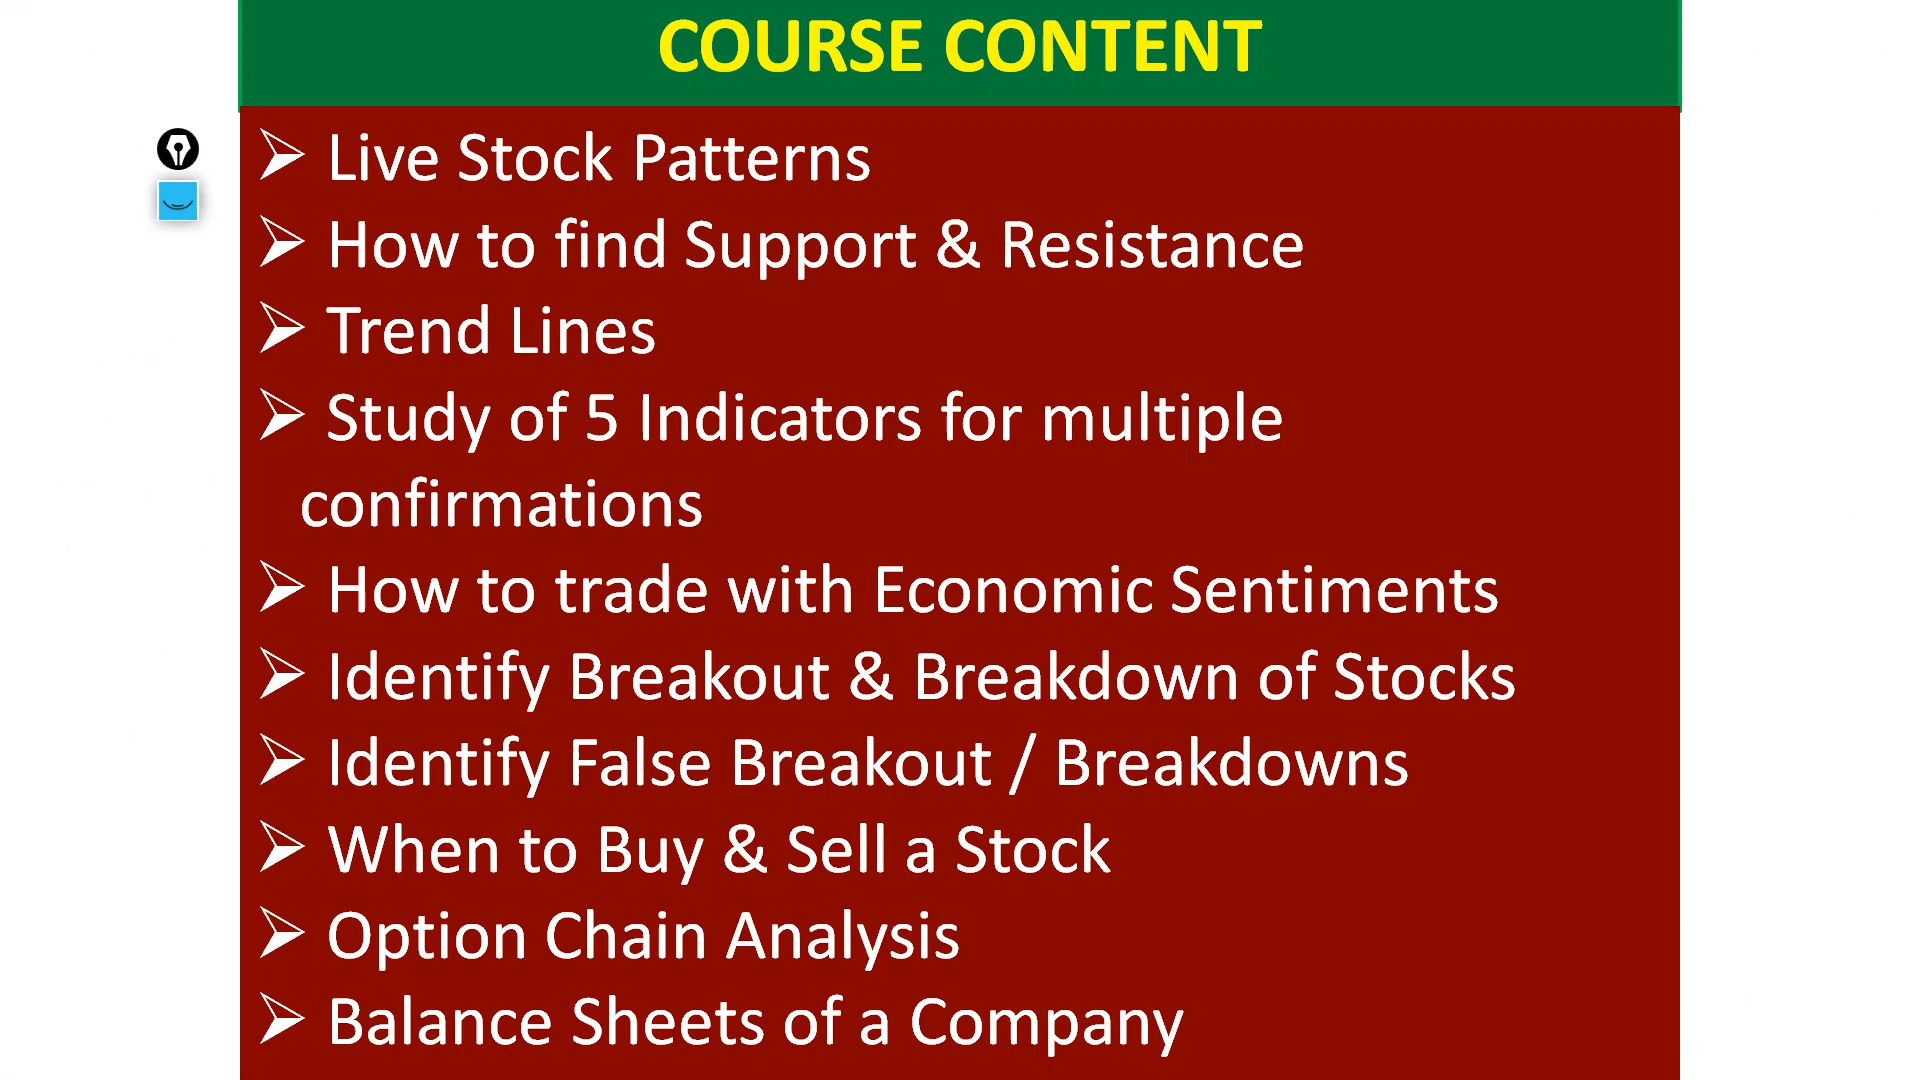 COURSE CONTENT
Live Stock Patterns
How to find Support & Resistance
Trend Lines
Study of 5 Indicators for multiple
confirmations
How to trade with Economic Sentiments
Identify Breakout & Breakdown of Stocks
Identify False Breakout / Breakdowns
When to Buy & Sell a Stock
Option Chain Analysis
Balance Sheets of a Company